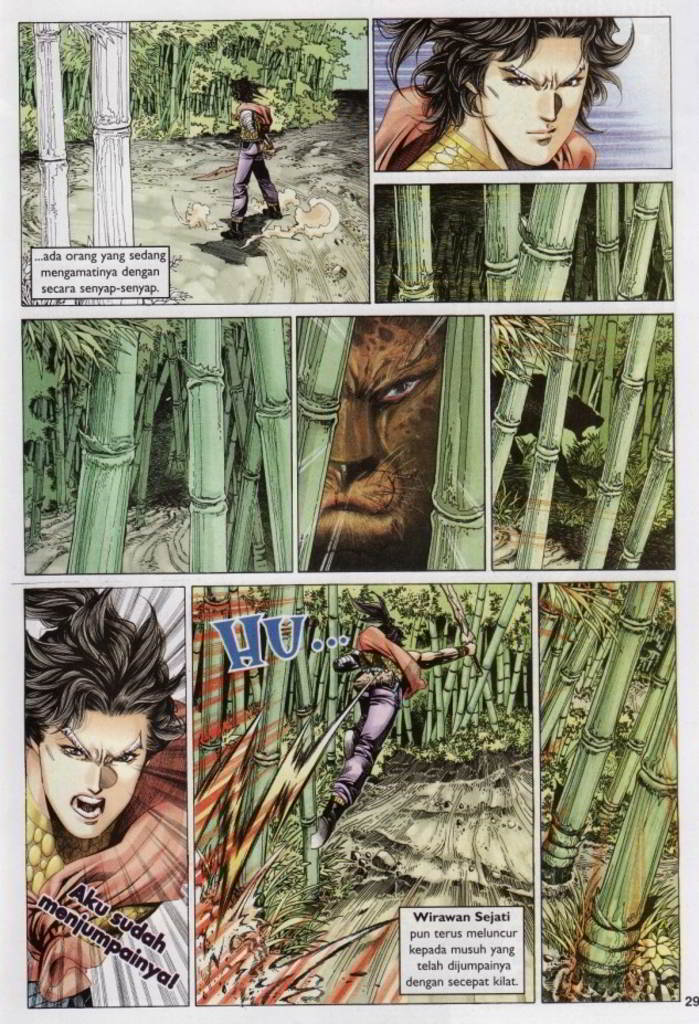 ...ada orang yang sedang
mengamatinya dengan
secara senyap-senyap.
Aku sudah
menjumpainya!
HU...
Wirawan Sejati
pun terus meluncur
kepada musuh yang
telah dijumpainya
dengan secepat kilat.
29